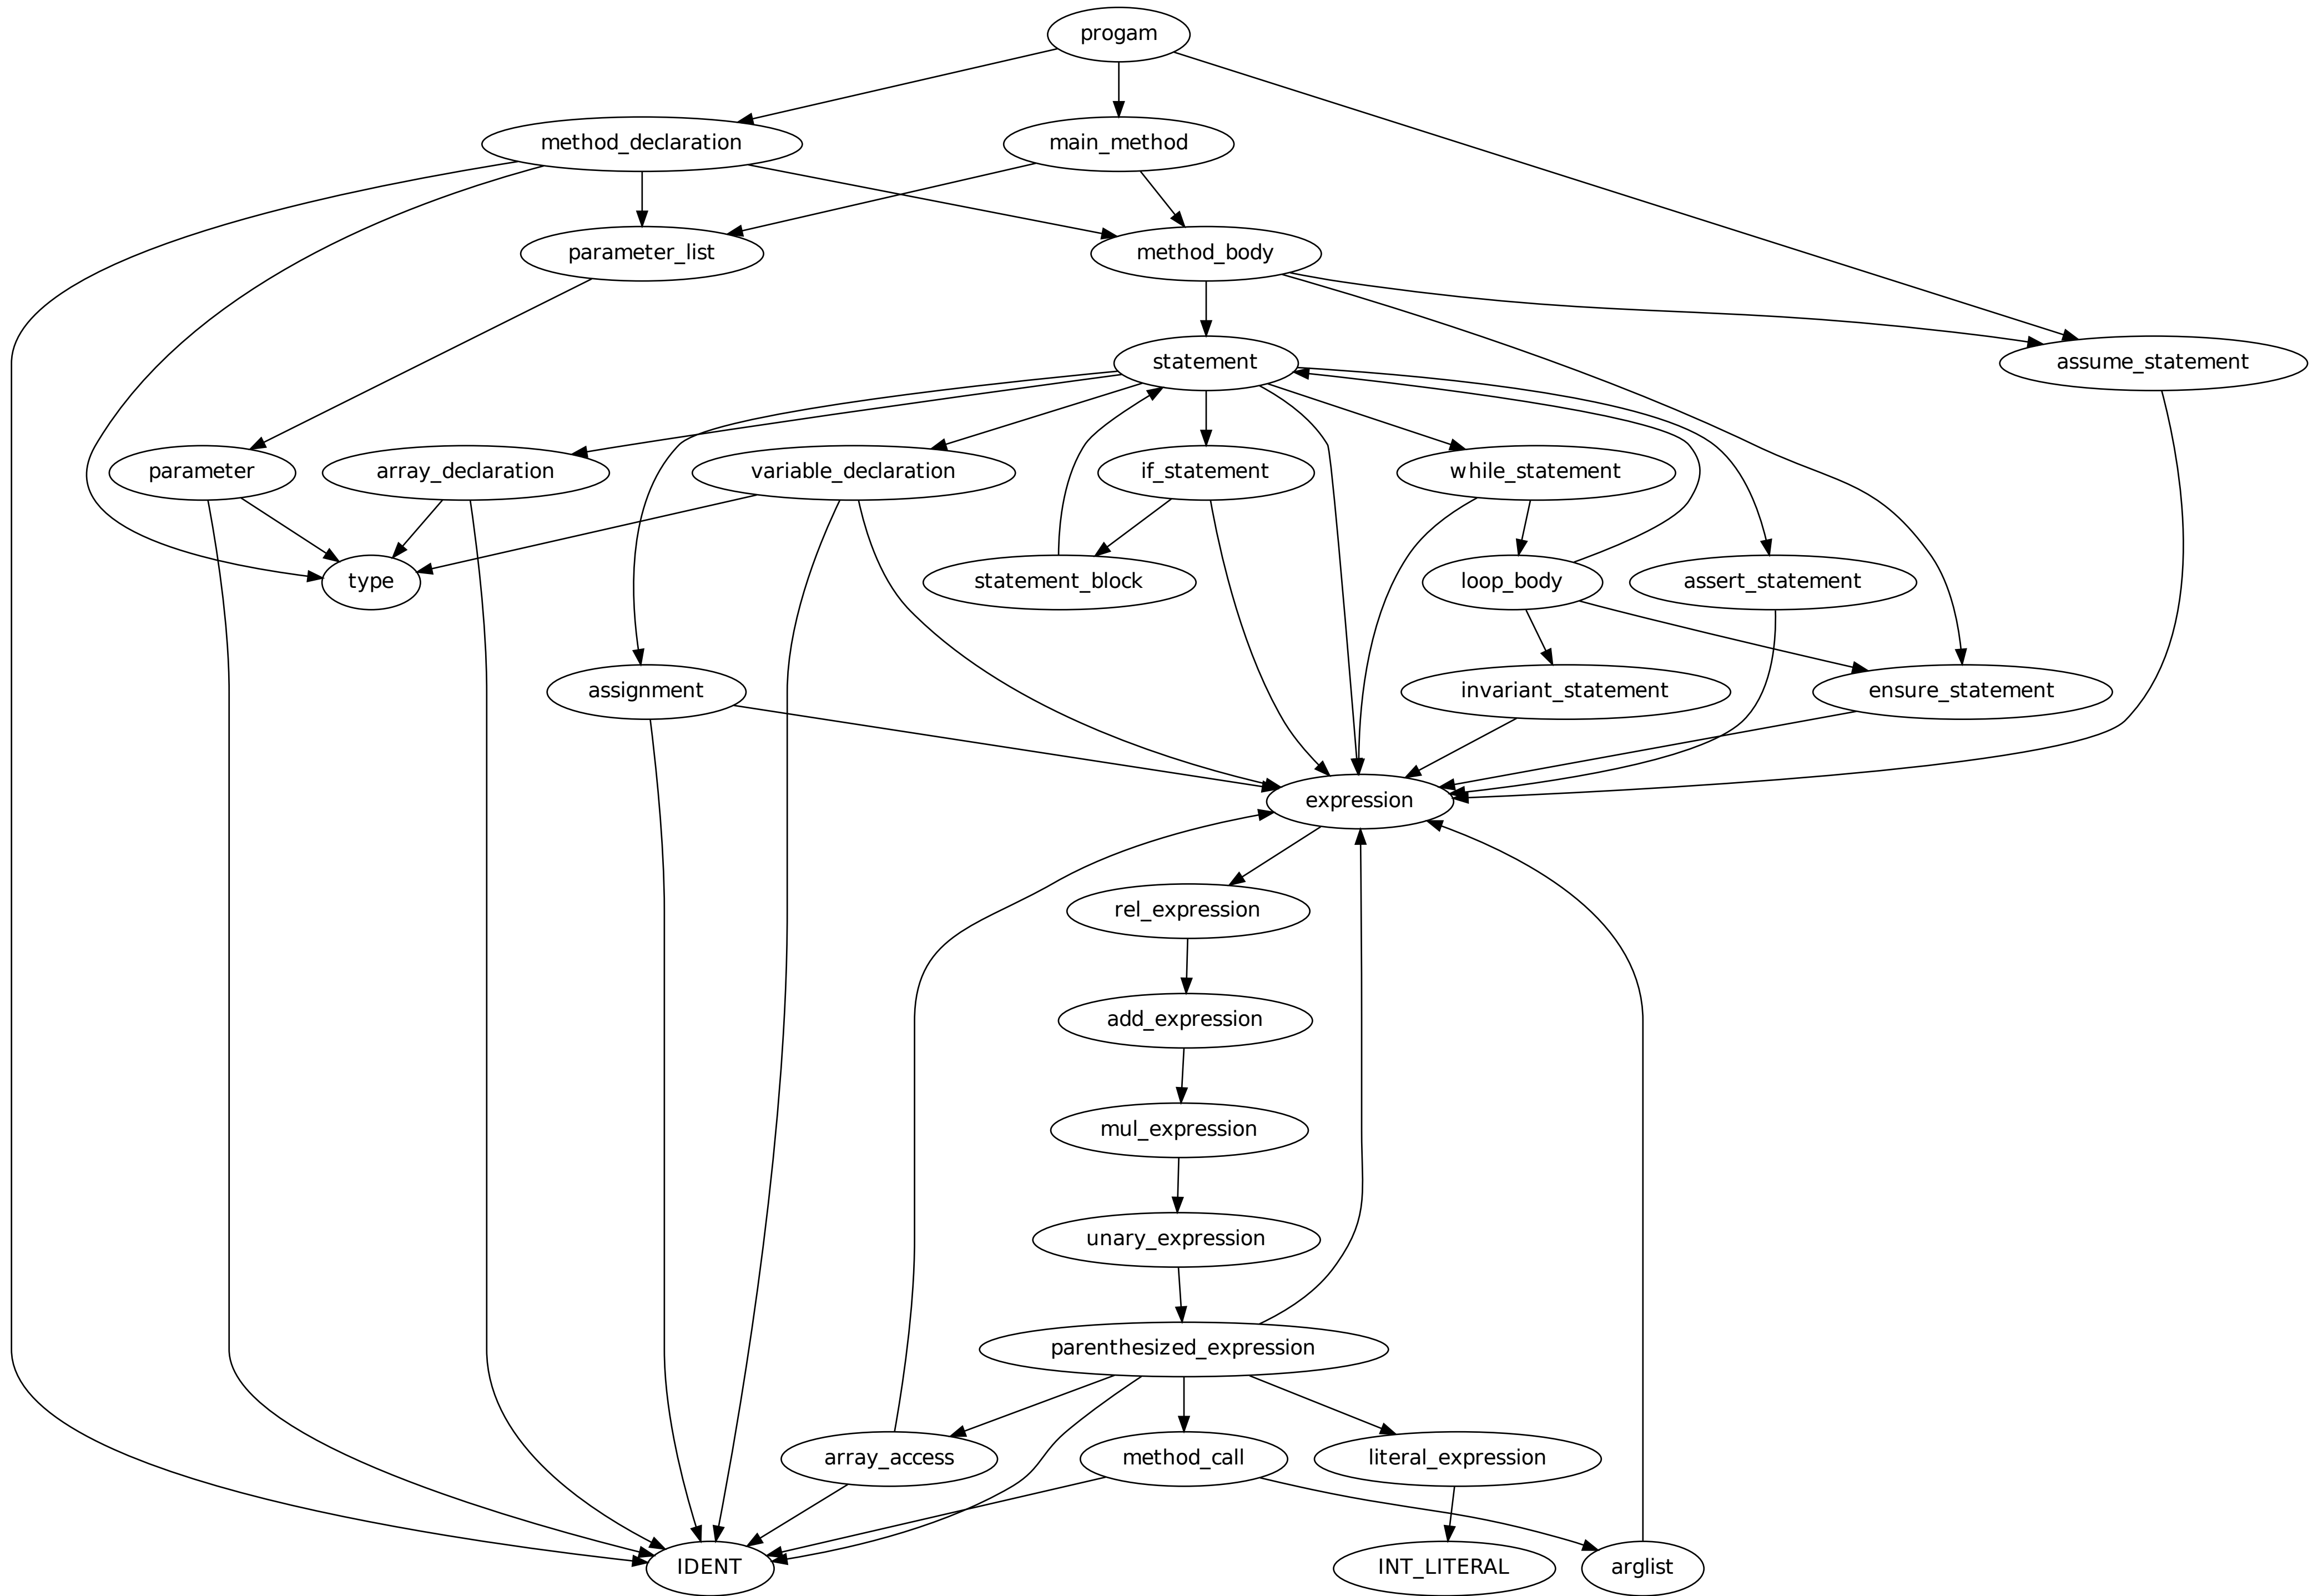 progam
method_declaration
main_method
parameter_list
method_body
statement
assume_statement
parameter
array_declaration
variable_declaration
if_statement
while_statement
type
statement_block
loop_body
assert_statement
assignment
invariant_statement
ensure_statement
expression
rel_expression
add_expression
mul_expression
unary_expression
parenthesized_expression
array_access
method_call
literal_expression
IDENT
INT_LITERAL
arglist